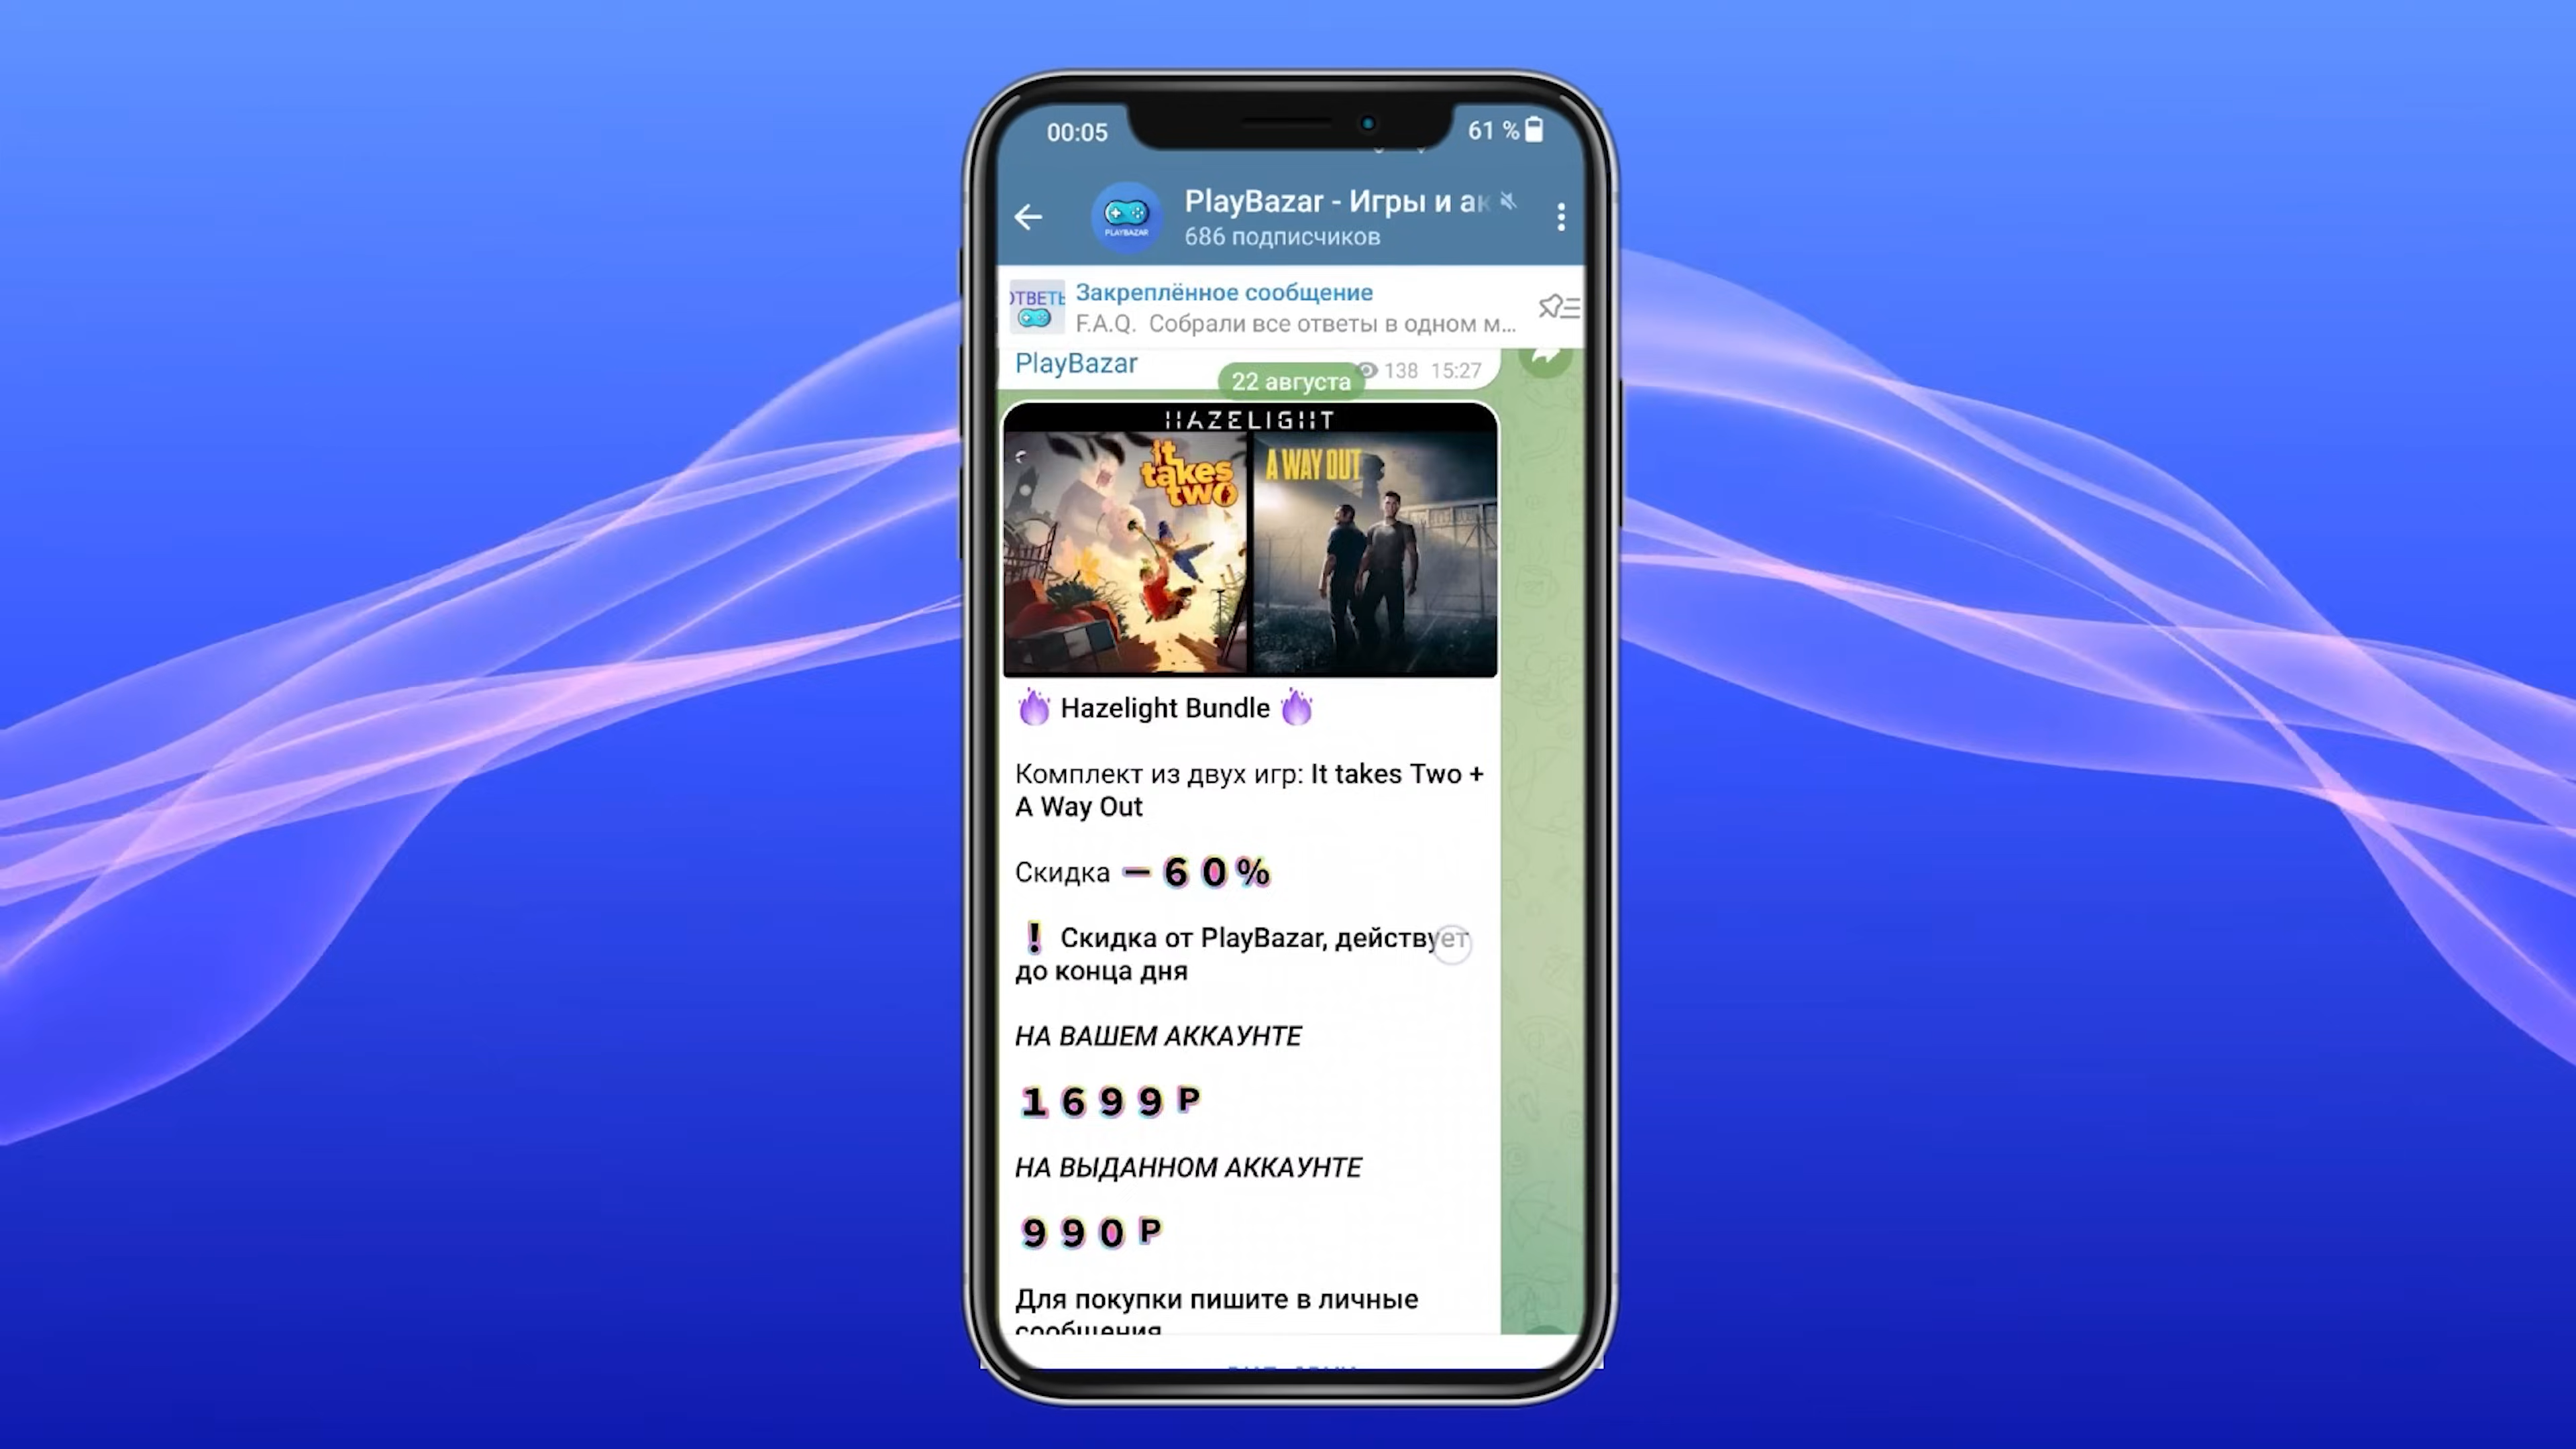 00:05
61 %
PlayBazar - Игры и ак
686 подписчиков
PLAYBAZAR
ОТВЕТЫ
Закреплённое сообщение
F.A.Q. Собрали все ответы в одном м...
PlayBazar
138 15:27
22 августа
HAZELIGHT
it takes two
A WAY OUT
Hazelight Bundle
Комплект из двух игр: It takes Two +
A Way Out
Скидка -60%
! Скидка от PlayBazar, действует
до конца дня
НА ВАШЕМ АККАУНТЕ
1699Р
НА ВЫДАННОМ АККАУНТЕ
990Р
Для покупки пишите в личные
сообщения